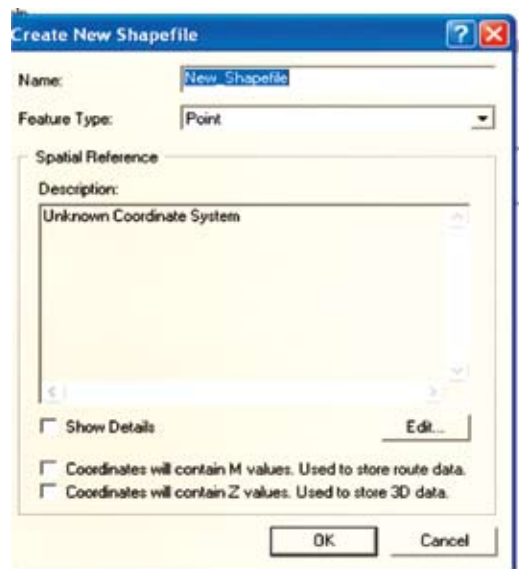 Create New Shapefile
Name: New_Shapefile
Feature Type: Point
Spatial Reference
Description:
Unknown Coordinate System
Show Details
Edit...
Coordinates will contain M values. Used to store route data.
Coordinates will contain Z values. Used to store 3D data.
OK Cancel